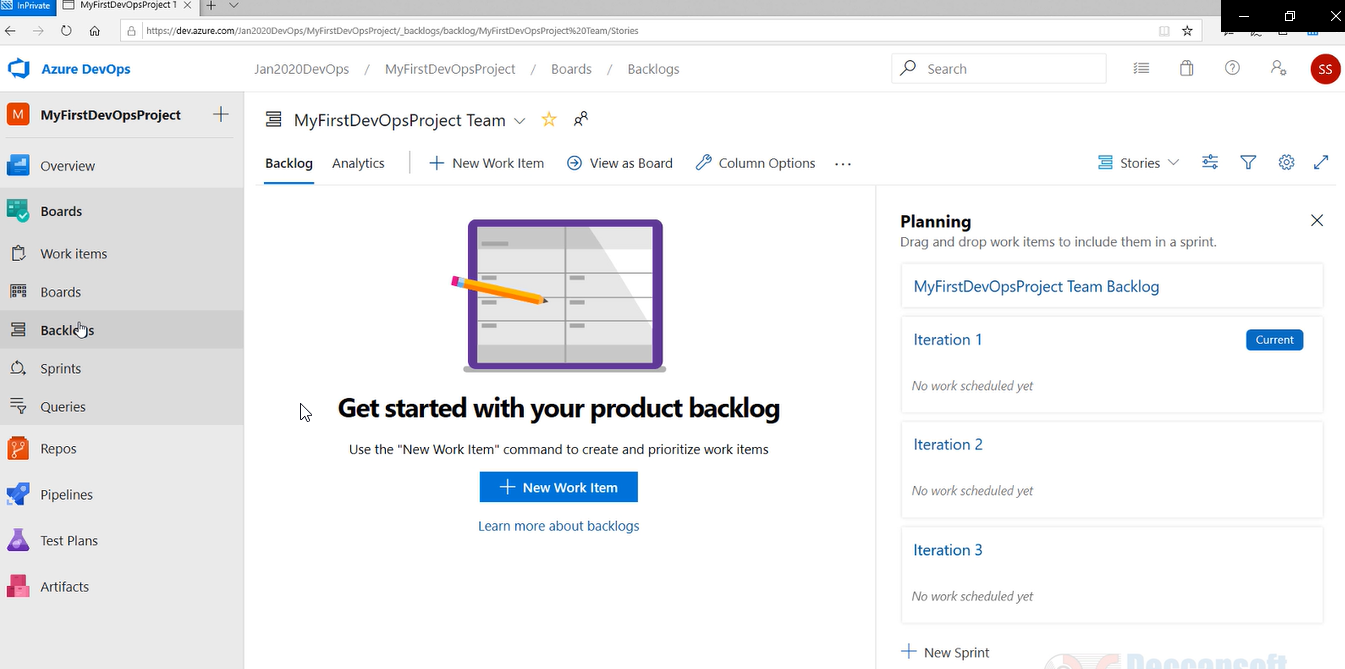 InPrivate
MyFirstDevOpsProject T
https://dev.azure.com/Jan2020DevOps/MyFirstDevOpsProject/_backlogs/backlog/MyFirstDevOpsProject%20Team/Stories
Azure DevOps
Jan2020DevOps / MyFirstDevOpsProject / Boards / Backlogs
Search
SS
M MyFirstDevOpsProject
Overview
Boards
Work items
Boards
Backlogs
Sprints
Queries
Repos
Pipelines
Test Plans
Artifacts
MyFirstDevOpsProject Team
Backlog Analytics New Work Item View as Board Column Options ... Stories
Get started with your product backlog
Use the "New Work Item" command to create and prioritize work items
New Work Item
Learn more about backlogs
Planning
Drag and drop work items to include them in a sprint.
MyFirstDevOpsProject Team Backlog
Iteration 1 Current
No work scheduled yet
Iteration 2
No work scheduled yet
Iteration 3
No work scheduled yet
New Sprint
Deccansoft